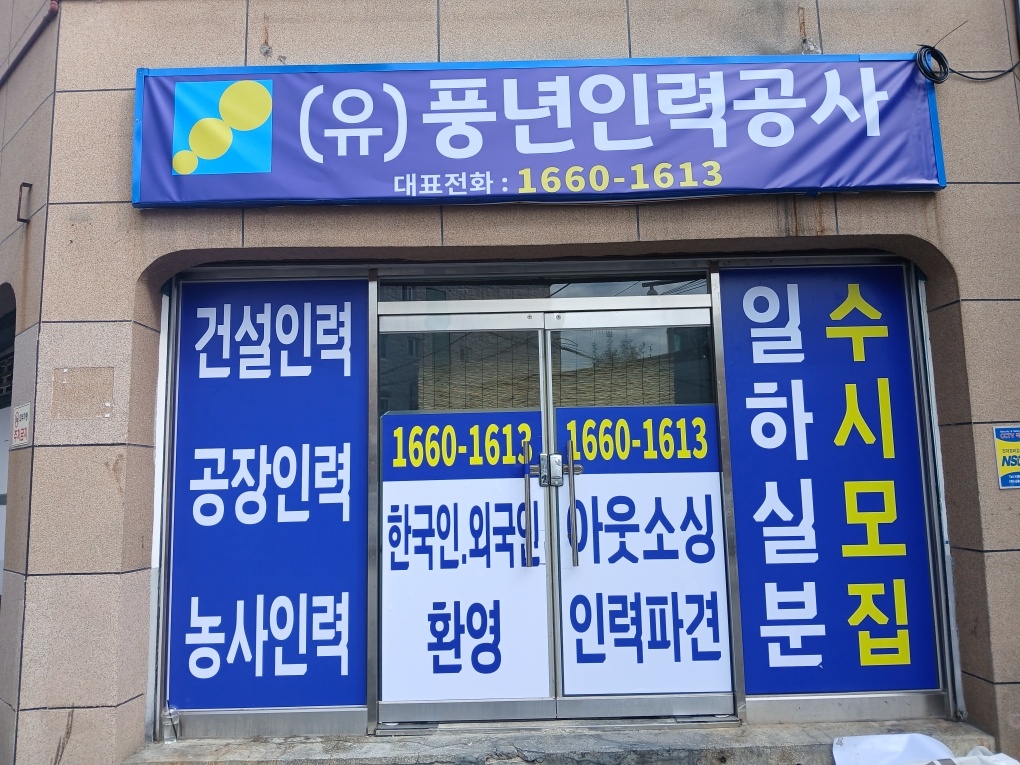 (유)풍년인력공사
대표전화 : 1660-1613
건설인력
공장인력
농사인력
1660-1613
한국인.외국인
환영
1660-1613
아웃소싱
인력파견
일하실분
수시모집
CCTV